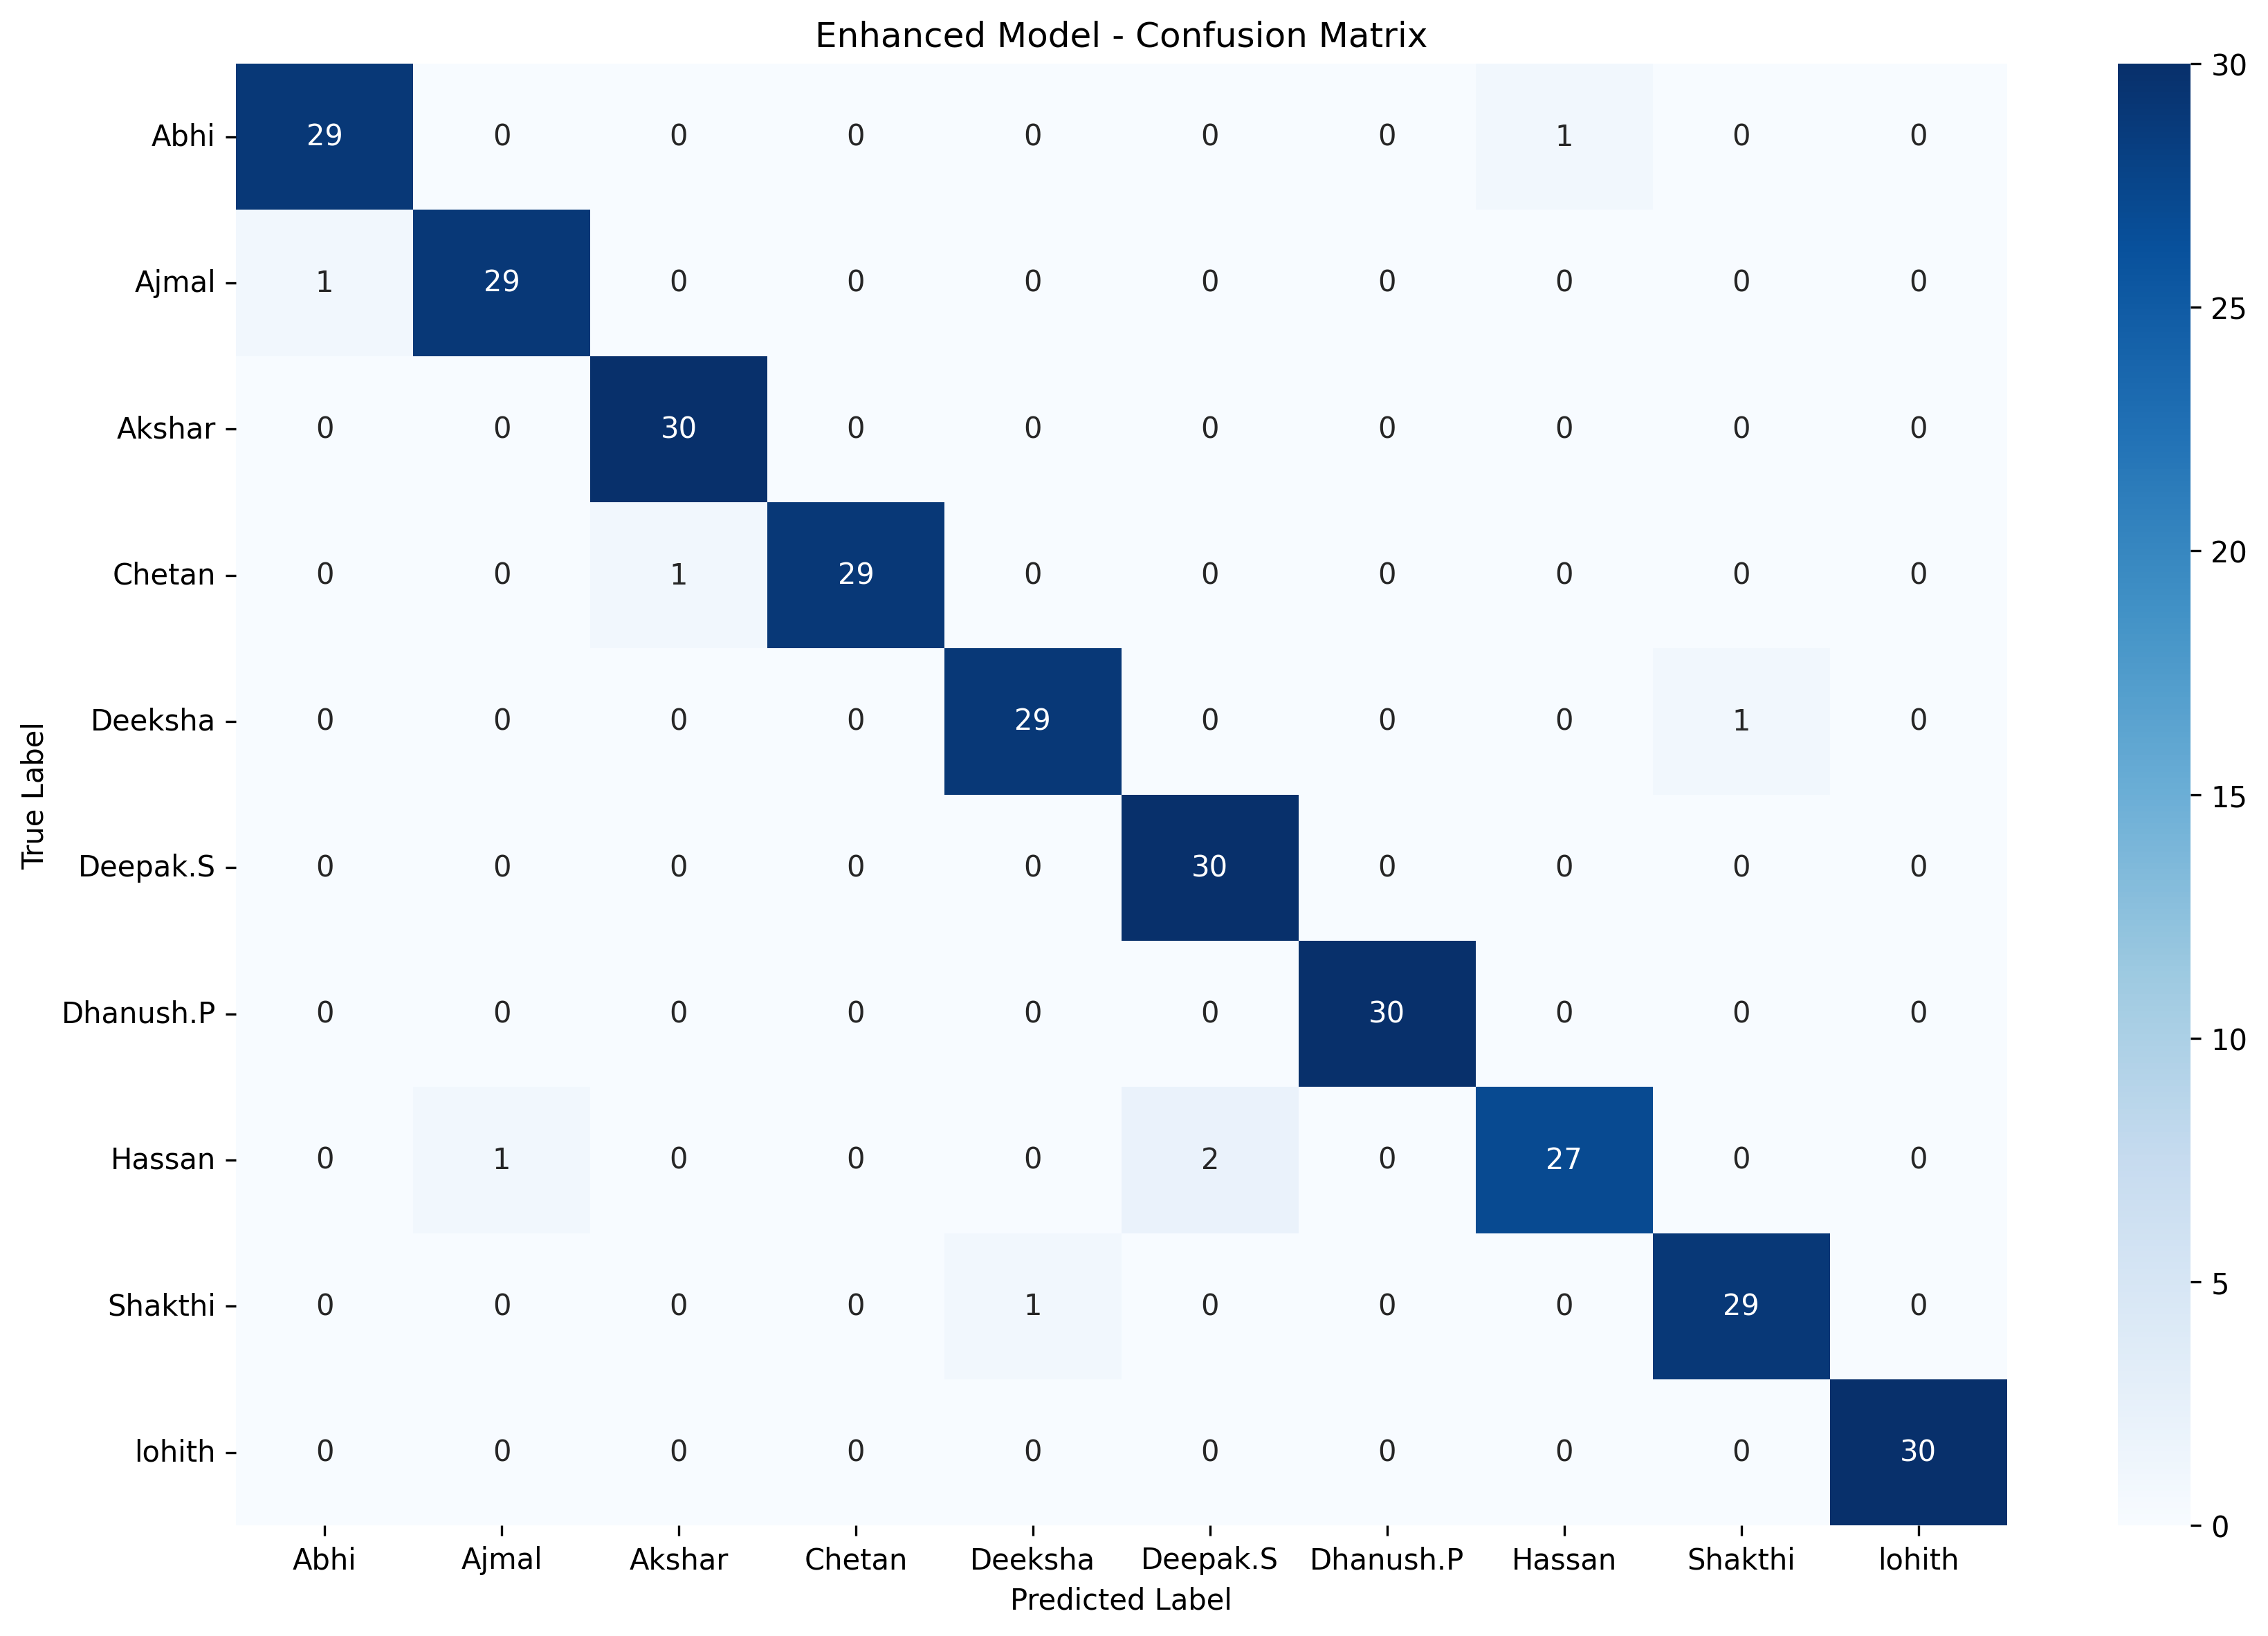 Enhanced Model - Confusion Matrix
Abhi 29 0 0 0 0 0 0 1 0 0
Ajmal 1 29 0 0 0 0 0 0 0 0
Akshar 0 0 30 0 0 0 0 0 0 0
Chetan 0 0 1 29 0 0 0 0 0 0
Deeksha 0 0 0 0 29 0 0 0 1 0
Deepak.S 0 0 0 0 0 30 0 0 0 0
Dhanush.P 0 0 0 0 0 0 30 0 0 0
Hassan 0 1 0 0 0 2 0 27 0 0
Shakthi 0 0 0 0 1 0 0 0 29 0
lohith 0 0 0 0 0 0 0 0 0 30
Abhi Ajmal Akshar Chetan Deeksha Deepak.S Dhanush.P Hassan Shakthi lohith
Predicted Label
True Label
30
25
20
15
10
5
0